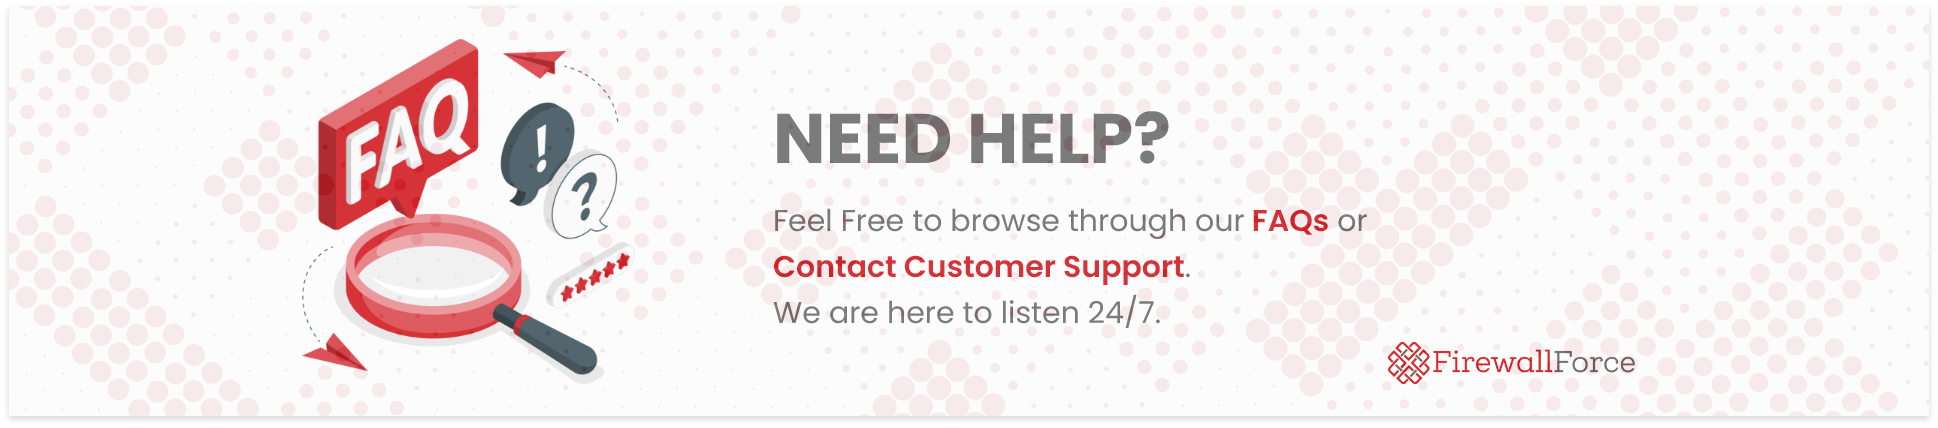 FAQ
!
?
NEED HELP?
Feel Free to browse through our FAQs or
Contact Customer Support.
We are here to listen 24/7.
FirewallForce